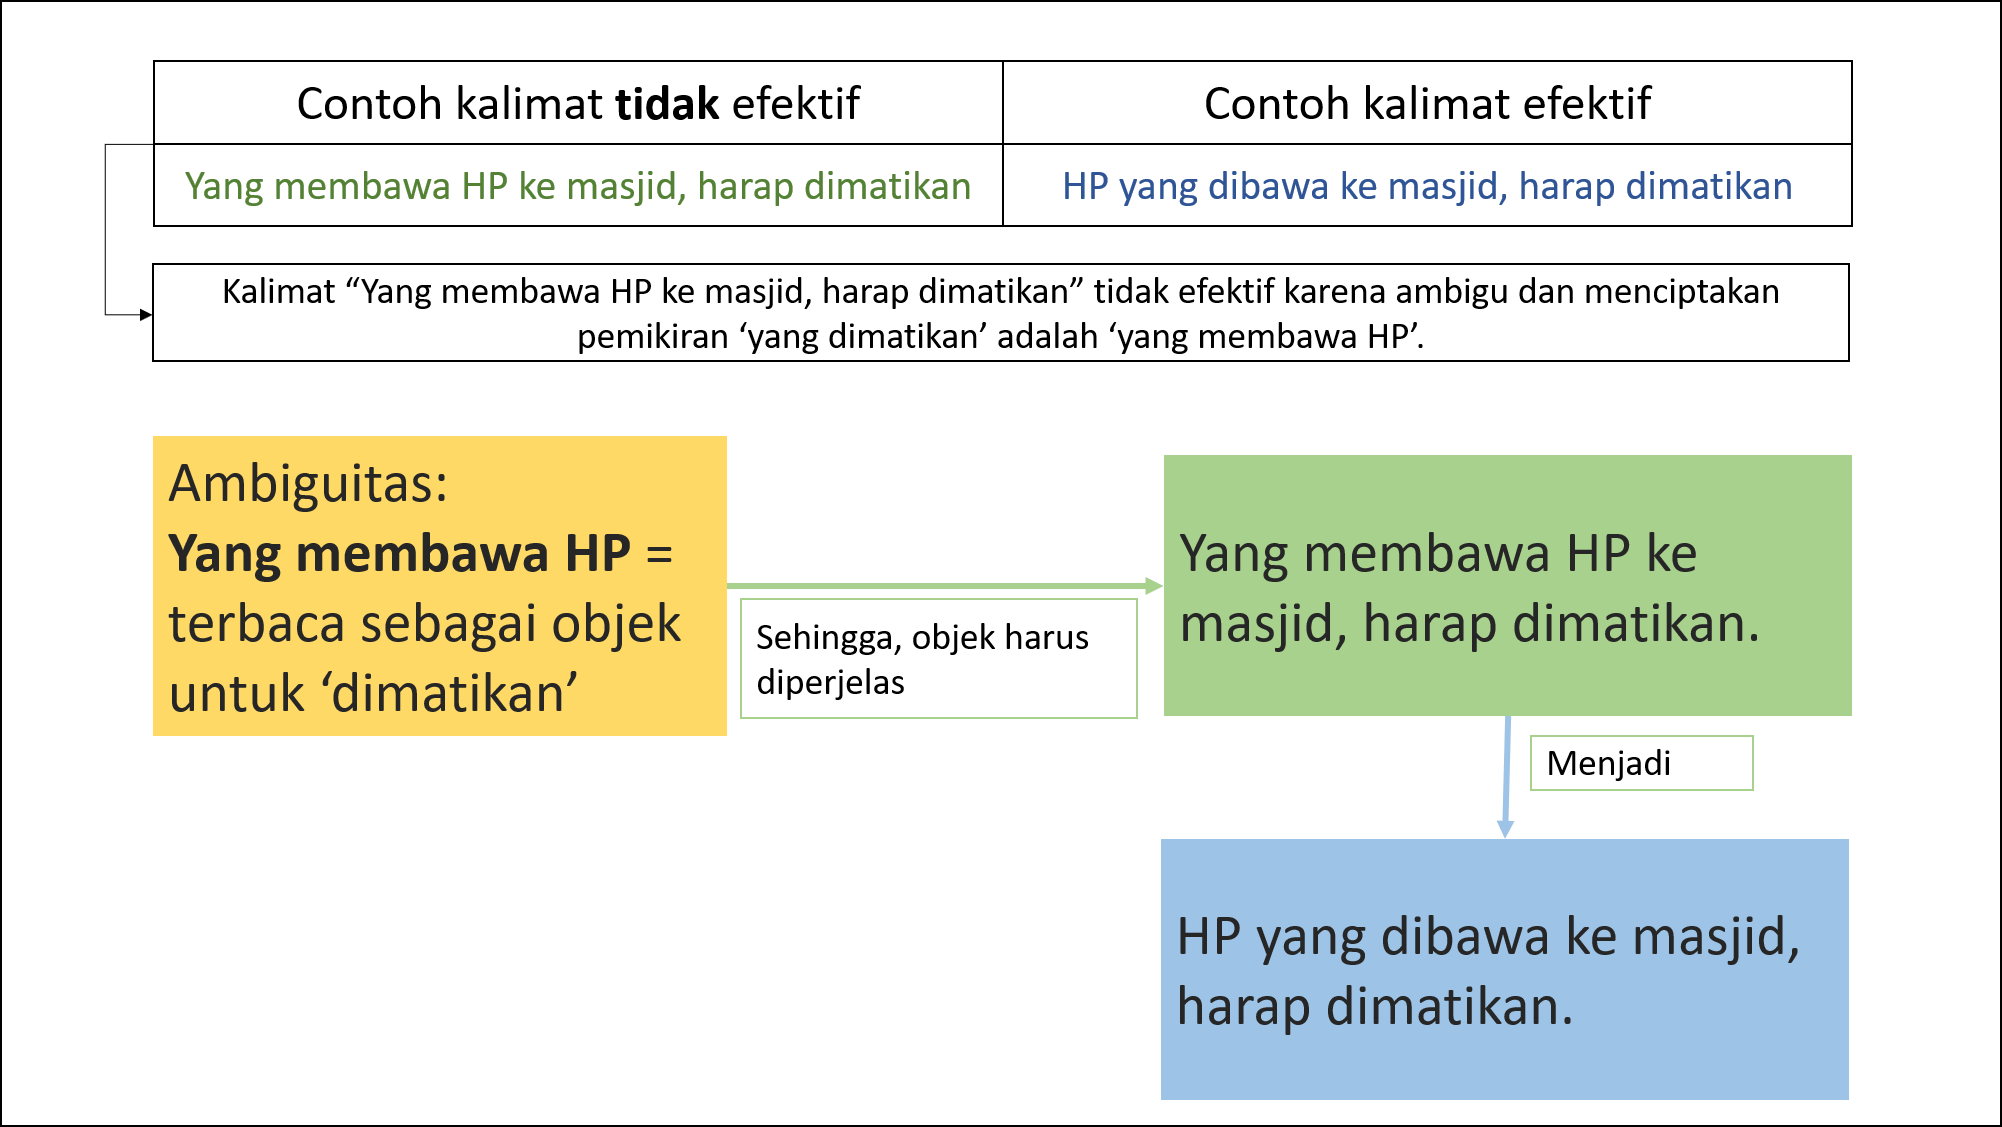 Contoh kalimat tidak efektif
Contoh kalimat efektif
Yang membawa HP ke masjid, harap dimatikan
HP yang dibawa ke masjid, harap dimatikan
Kalimat “Yang membawa HP ke masjid, harap dimatikan” tidak efektif karena ambigu dan menciptakan
pemikiran ‘yang dimatikan’ adalah ‘yang membawa HP’.
Ambiguitas:
Yang membawa HP =
terbaca sebagai objek
untuk ‘dimatikan’
Sehingga, objek harus
diperjelas
Yang membawa HP ke
masjid, harap dimatikan.
Menjadi
HP yang dibawa ke masjid,
harap dimatikan.